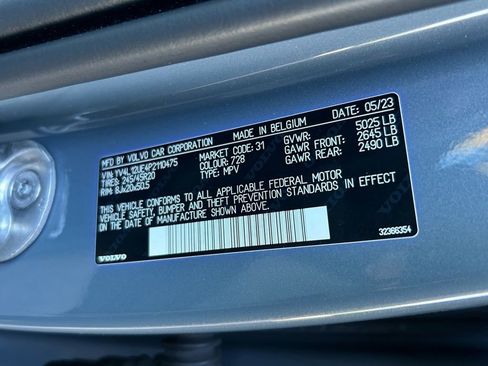 MFD BY VOLVO CAR CORPORATION MADE IN BELGIUM DATE: 05/23
VIN: YV4L12UE4P2110475 MARKET CODE: 31 GVWR: 5025 LB
TIRES: 245/45R20 COLOUR: 728 GAWR FRONT: 2645 LB
RIM: 8Jx20x50.5 TYPE: MPV GAWR REAR: 2490 LB
THIS VEHICLE CONFORMS TO ALL APPLICABLE FEDERAL MOTOR
VEHICLE SAFETY, BUMPER AND THEFT PREVENTION STANDARDS IN EFFECT ON
THE DATE OF MANUFACTURE SHOWN ABOVE.
VOLVO 32366354